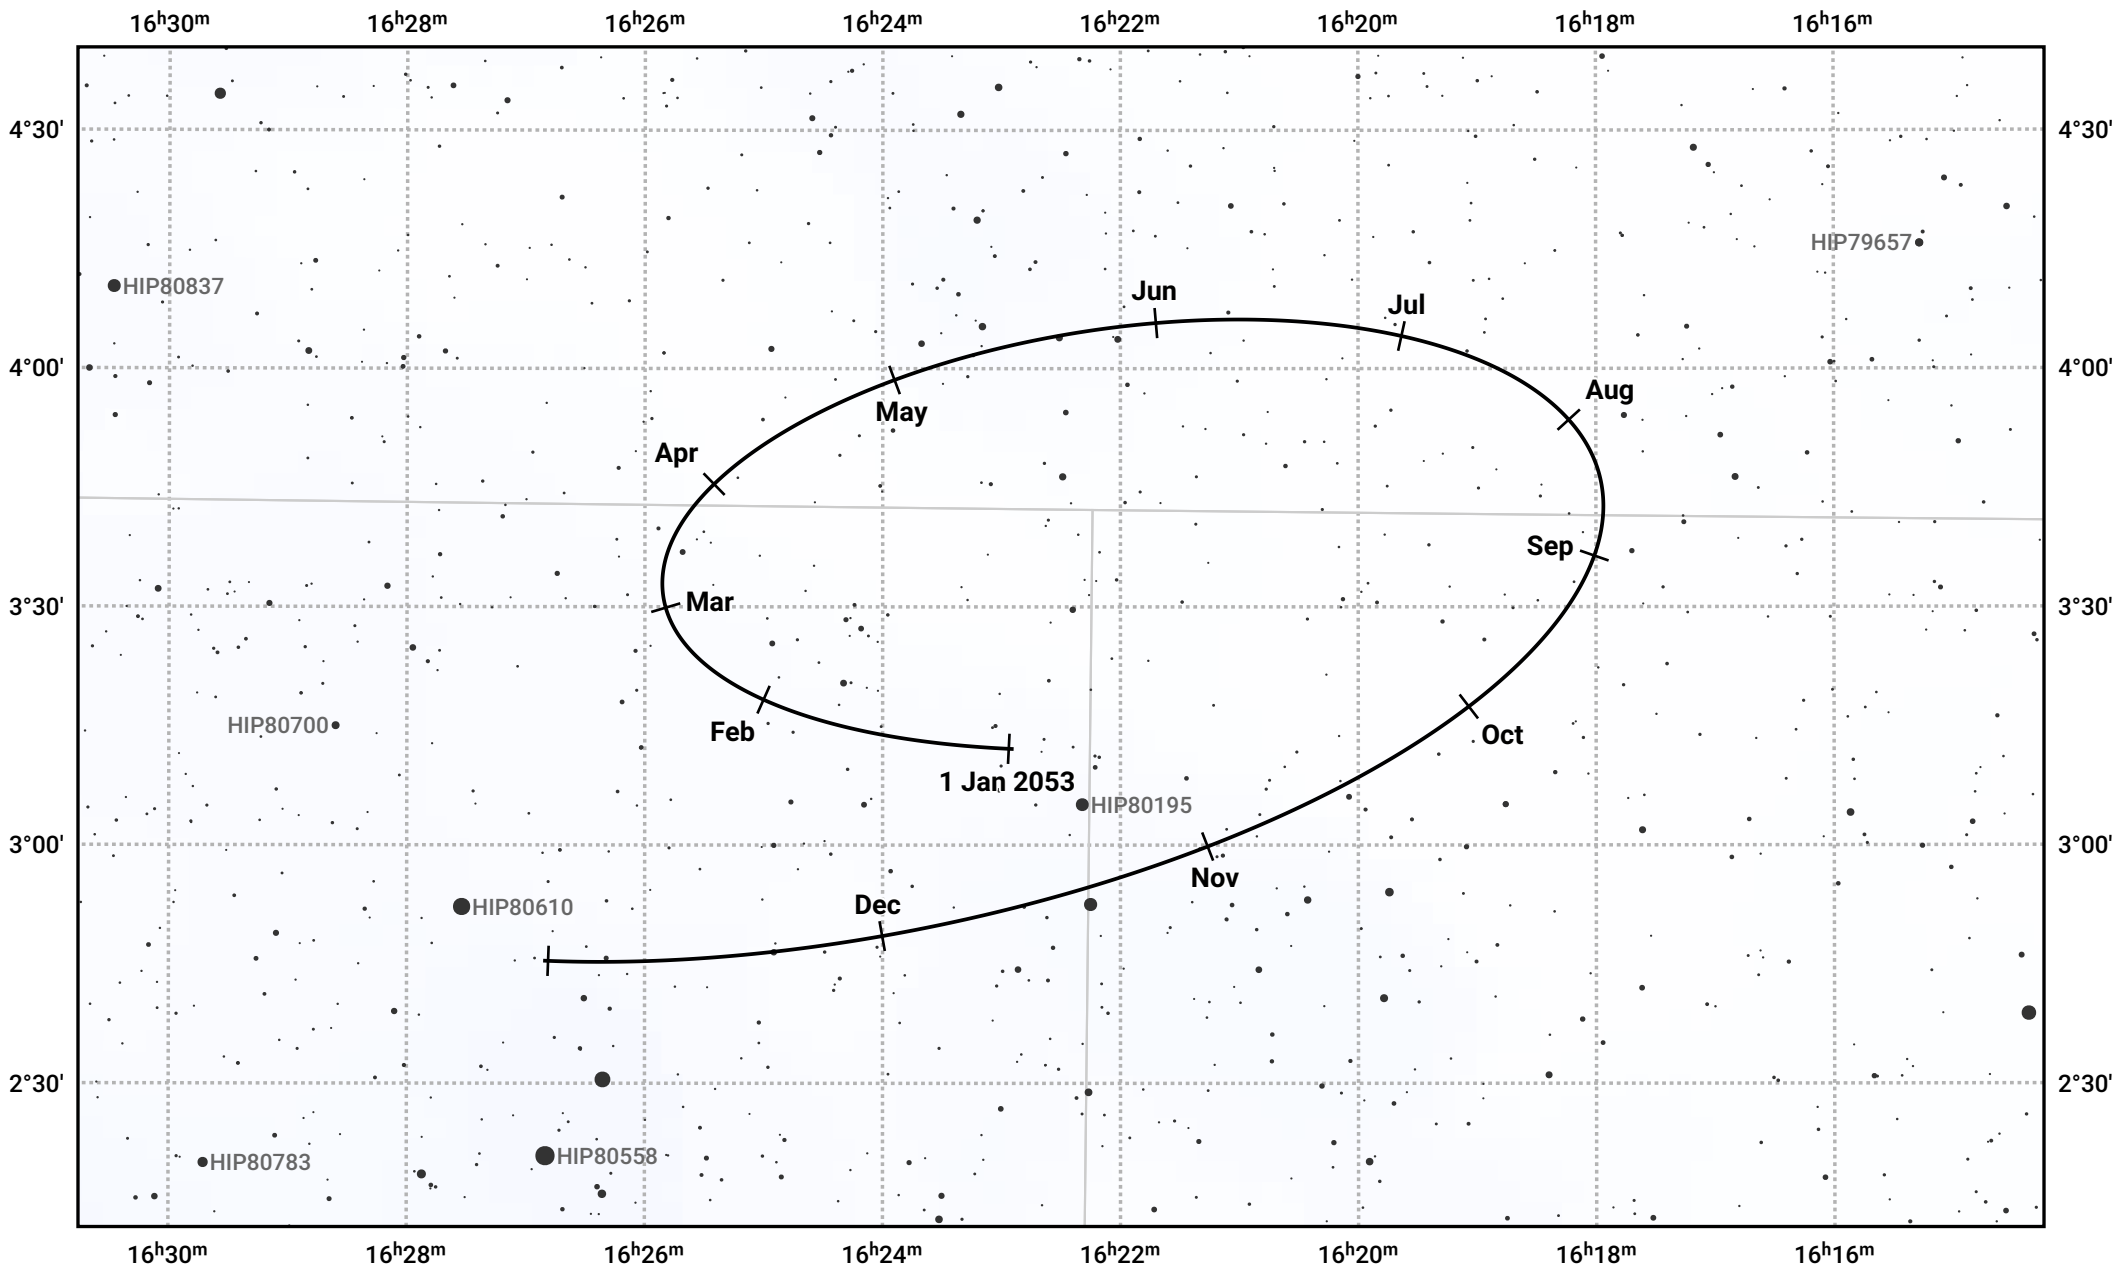 16ʰ30ᵐ 16ʰ28ᵐ 16ʰ26ᵐ 16ʰ24ᵐ 16ʰ22ᵐ 16ʰ20ᵐ 16ʰ18ᵐ 16ʰ16ᵐ
4°30' 4°30'
HIP79657
HIP80837
Jun
Jul
4°00' 4°00'
Aug
May
Apr
Sep
3°30' Mar 3°30'
HIP80700 Feb Oct
1 Jan 2053
HIP80195
3°00' 3°00'
Nov
HIP80610 Dec
2°30' 2°30'
HIP80783 HIP80558
16ʰ30ᵐ 16ʰ28ᵐ 16ʰ26ᵐ 16ʰ24ᵐ 16ʰ22ᵐ 16ʰ20ᵐ 16ʰ18ᵐ 16ʰ16ᵐ